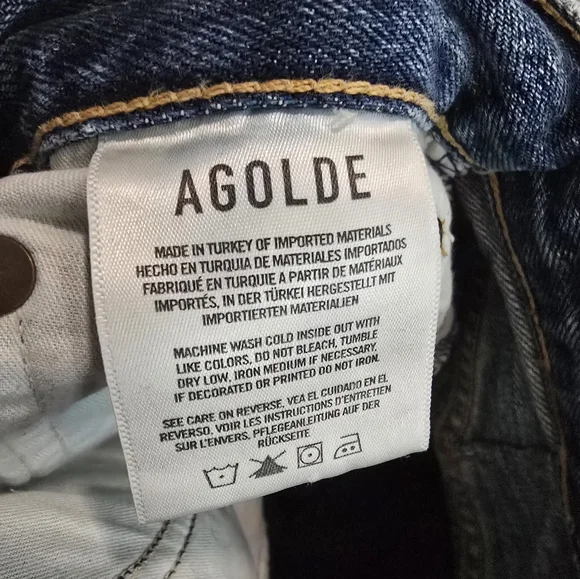 AGOLDE
MADE IN TURKEY OF IMPORTED MATERIALS
HECHO EN TURQUIA DE MATERIALES IMPORTADOS
FABRIQUÉ EN TURQUIE A PARTIR DE MATÉRIAUX
IMPORTÉS, IN DER TÜRKEI HERGESTELLT MIT
IMPORTIERTEN MATERIALIEN
MACHINE WASH COLD INSIDE OUT WITH
LIKE COLORS, DO NOT BLEACH, TUMBLE
DRY LOW, IRON MEDIUM IF NECESSARY.
IF DECORATED OR PRINTED DO NOT IRON.
SEE CARE ON REVERSE, VEA EL CUIDADO EN EL
REVERSO, VOIR LES INSTRUCTIONS D'ENTRETIEN
SUR L'ENVERS, PFLEGEANLEITUNG AUF DER
RÜCKSEITE